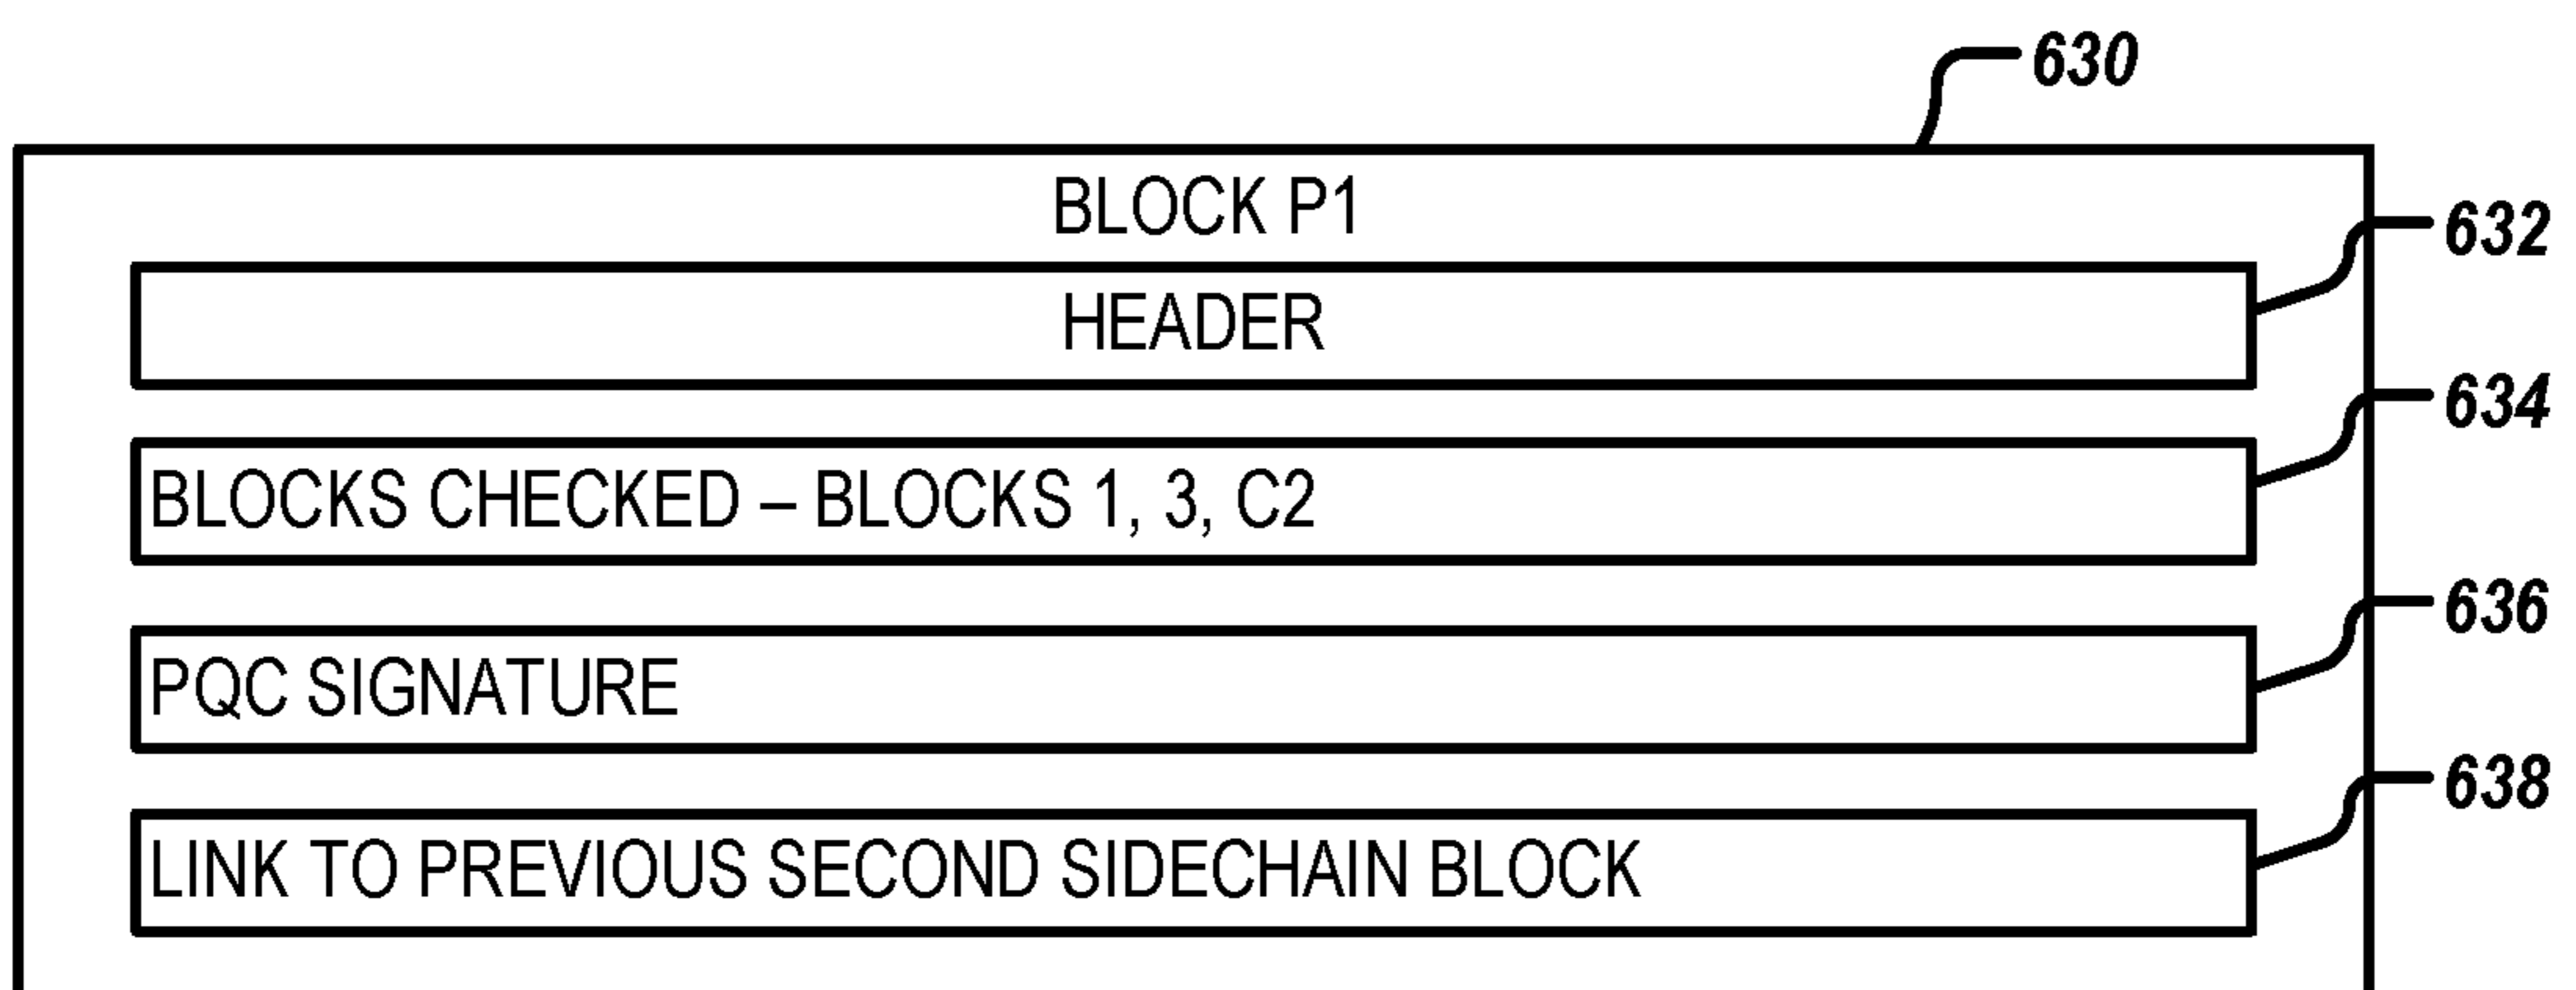 630
BLOCK P1
632
HEADER
634
BLOCKS CHECKED – BLOCKS 1, 3, C2
636
PQC SIGNATURE
638
LINK TO PREVIOUS SECOND SIDECHAIN BLOCK